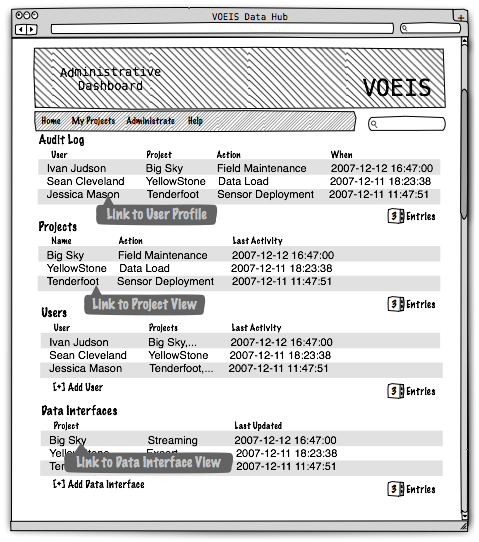 VOEIS Data Hub
Administrative
Dashboard
VOEIS
Home My Projects Administrate Help
Audit Log
User Project Action When
Ivan Judson Big Sky Field Maintenance 2007-12-12 16:47:00
Sean Cleveland YellowStone Data Load 2007-12-11 18:23:38
Jessica Mason Tenderfoot Sensor Deployment 2007-12-11 11:47:51
Link to User Profile
3 Entries
Projects
Name Action Last Activity
Big Sky Field Maintenance 2007-12-12 16:47:00
YellowStone Data Load 2007-12-11 18:23:38
Tenderfoot Sensor Deployment 2007-12-11 11:47:51
Link to Project View
3 Entries
Users
User Projects Last Activity
Ivan Judson Big Sky,... 2007-12-12 16:47:00
Sean Cleveland YellowStone 2007-12-11 18:23:38
Jessica Mason Tenderfoot,... 2007-12-11 11:47:51
[+] Add User
3 Entries
Data Interfaces
Project Last Updated
Big Sky Streaming 2007-12-12 16:47:00
2007-12-11 18:23:38
Link to Data Interface View
2007-12-11 11:47:51
[+] Add Data Interface
3 Entries